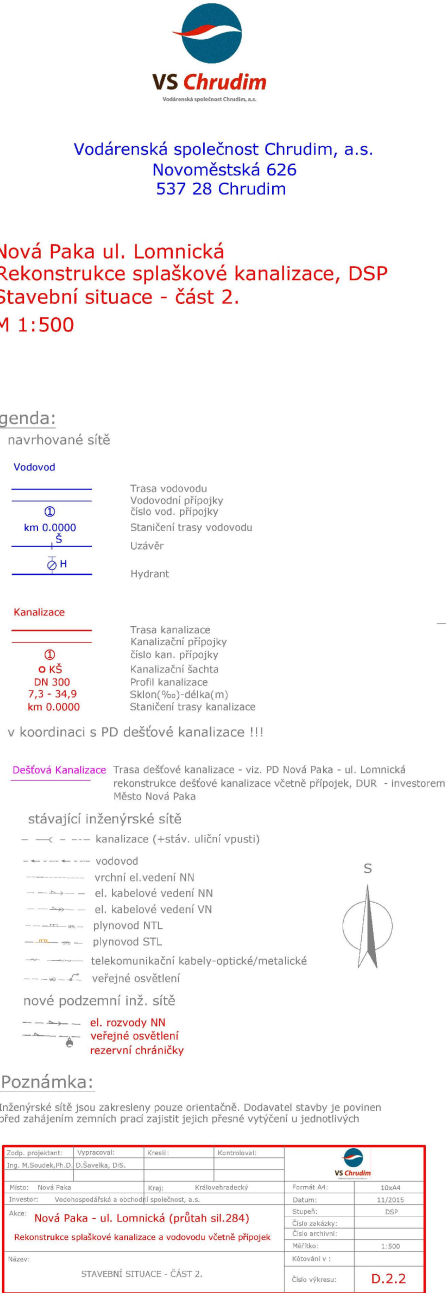 VS Chrudim
Vodárenská společnost Chrudim, a.s.
Vodárenská společnost Chrudim, a.s.
Novoměstská 626
537 28 Chrudim
Nová Paka ul. Lomnická
Rekonstrukce splaškové kanalizace, DSP
Stavební situace - část 2.
M 1:500
genda:
navrhované sítě
Vodovod
Trasa vodovodu
Vodovodní přípojky
① číslo vod. přípojky
km 0.0000 Staničení trasy vodovodu
Š Uzávěr
H Hydrant
Kanalizace
Trasa kanalizace
Kanalizační přípojky
① číslo kan. přípojky
KŠ Kanalizační šachta
DN 300 Profil kanalizace
7,3 - 34,9 Sklon(‰)-délka(m)
km 0.0000 Staničení trasy kanalizace
v koordinaci s PD dešťové kanalizace !!!
Dešťová Kanalizace Trasa dešťové kanalizace - viz. PD Nová Paka - ul. Lomnická
rekonstrukce dešťové kanalizace včetně přípojek, DUR - investorem
Město Nová Paka
stávající inženýrské sítě
kanalizace (+stáv. uliční vpusti)
vodovod
vrchní el.vedení NN
el. kabelové vedení NN
el. kabelové vedení VN
plynovod NTL
plynovod STL
telekomunikační kabely-optické/metalické
veřejné osvětlení
S
nové podzemní inž. sítě
el. rozvody NN
veřejné osvětlení
rezervní chráničky
Poznámka:
Inženýrské sítě jsou zakresleny pouze orientačně. Dodavatel stavby je povinen
před zahájením zemních prací zajistit jejich přesné vytýčení u jednotlivých
Zodp. projektant: Vypracoval: Kreslil: Kontroloval:
Ing. M.Soudek,Ph.D. D.Šavelka, DiS.
VS Chrudim
Místo: Nová Paka Kraj: Královehradecký Formát A4: 10xA4
Investor: Vodohospodářská a obchodní společnost, a.s. Datum: 11/2015
Akce: Nová Paka - ul. Lomnická (průtah sil.284) Stupeň: DSP
Číslo zakázky:
Rekonstrukce splaškové kanalizace a vodovodu včetně přípojek Číslo archivní:
Měřítko: 1:500
Název: Kótování v :
STAVEBNÍ SITUACE - ČÁST 2. Číslo výkresu: D.2.2